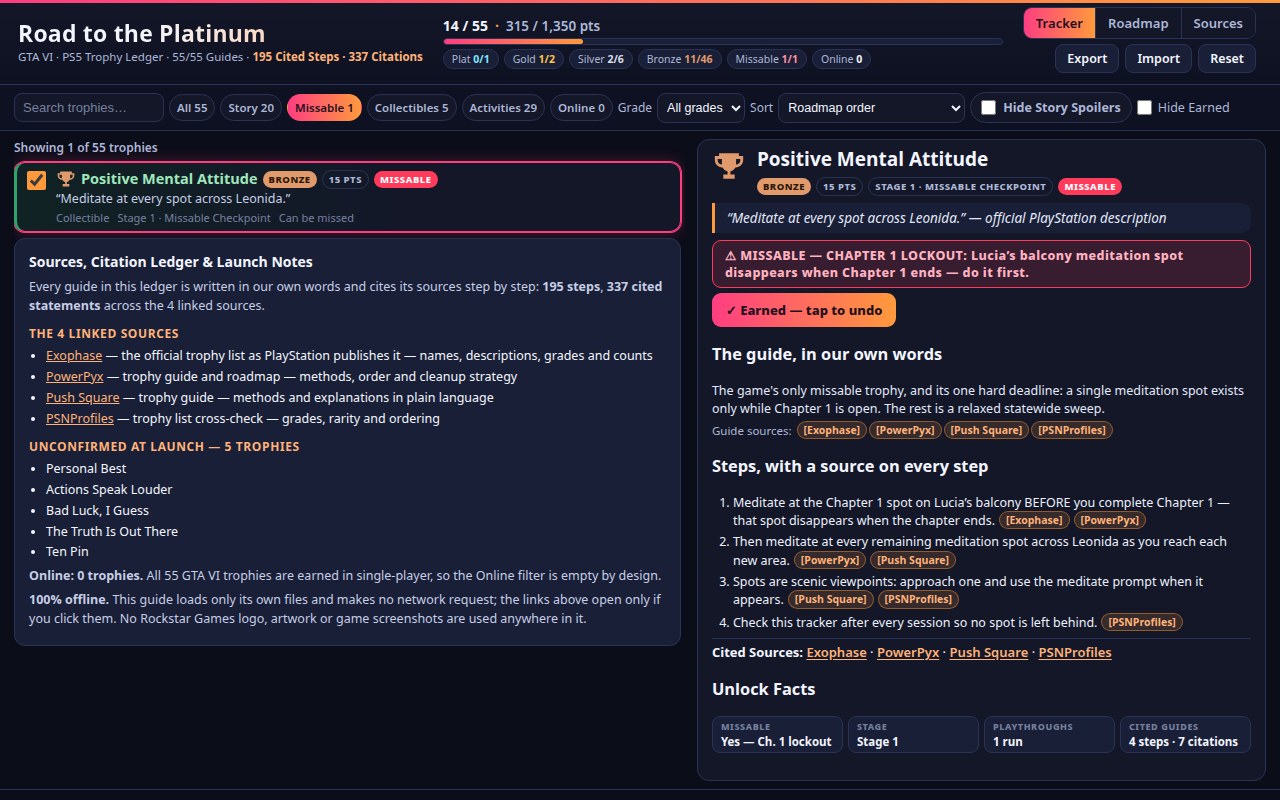 Road to the Platinum
GTA VI · PS5 Trophy Ledger · 55/55 Guides · 195 Cited Steps · 337 Citations
14 / 55 · 315 / 1,350 pts
Plat 0/1 Gold 1/2 Silver 2/6 Bronze 11/46 Missable 1/1 Online 0
Tracker Roadmap Sources
Export Import Reset
Search trophies… All 55 Story 20 Missable 1 Collectibles 5 Activities 29 Online 0 Grade All grades Sort Roadmap order Hide Story Spoilers Hide Earned
Showing 1 of 55 trophies
Positive Mental Attitude BRONZE 15 PTS MISSABLE
“Meditate at every spot across Leonida.”
Collectible Stage 1 · Missable Checkpoint Can be missed
Sources, Citation Ledger & Launch Notes
Every guide in this ledger is written in our own words and cites its sources step by step: 195 steps, 337 cited
statements across the 4 linked sources.
THE 4 LINKED SOURCES
• Exophase — the official trophy list as PlayStation publishes it — names, descriptions, grades and counts
• PowerPyx — trophy guide and roadmap — methods, order and cleanup strategy
• Push Square — trophy guide — methods and explanations in plain language
• PSNProfiles — trophy list cross-check — grades, rarity and ordering
UNCONFIRMED AT LAUNCH — 5 TROPHIES
• Personal Best
• Actions Speak Louder
• Bad Luck, I Guess
• The Truth Is Out There
• Ten Pin
Online: 0 trophies. All 55 GTA VI trophies are earned in single-player, so the Online filter is empty by design.
100% offline. This guide loads only its own files and makes no network request; the links above open only if
you click them. No Rockstar Games logo, artwork or game screenshots are used anywhere in it.
Positive Mental Attitude
BRONZE 15 PTS STAGE 1 · MISSABLE CHECKPOINT MISSABLE
“Meditate at every spot across Leonida.” — official PlayStation description
⚠ MISSABLE — CHAPTER 1 LOCKOUT: Lucia’s balcony meditation spot
disappears when Chapter 1 ends — do it first.
✓ Earned — tap to undo
The guide, in our own words
The game's only missable trophy, and its one hard deadline: a single meditation spot exists
only while Chapter 1 is open. The rest is a relaxed statewide sweep.
Guide sources: [Exophase] [PowerPyx] [Push Square] [PSNProfiles]
Steps, with a source on every step
1. Meditate at the Chapter 1 spot on Lucia’s balcony BEFORE you complete Chapter 1 —
that spot disappears when the chapter ends. [Exophase] [PowerPyx]
2. Then meditate at every remaining meditation spot across Leonida as you reach each
new area. [PowerPyx] [Push Square]
3. Spots are scenic viewpoints: approach one and use the meditate prompt when it
appears. [Push Square] [PSNProfiles]
4. Check this tracker after every session so no spot is left behind. [PSNProfiles]
Cited Sources: Exophase · PowerPyx · Push Square · PSNProfiles
Unlock Facts
MISSABLE STAGE PLAYTHROUGHS CITED GUIDES
Yes — Ch. 1 lockout Stage 1 1 run 4 steps · 7 citations